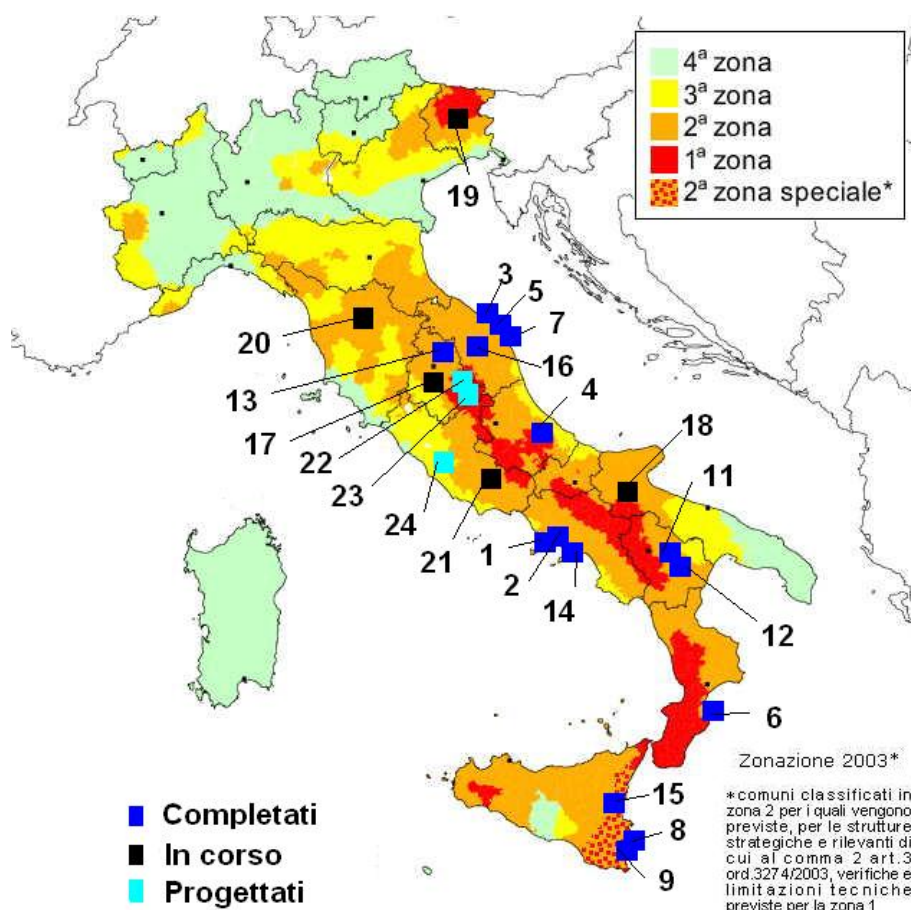 4ª zona
3ª zona
2ª zona
1ª zona
2ª zona speciale*
19
3
5
7
20
16
13
4
17
18
22
11
23
24
21
1
2
14
12
6
Zonazione 2003*
*comuni classificati in
zona 2 per i quali vengono
previste, per le strutture
strategiche e rilevanti di
cui al comma 2 art.3
ord.3274/2003, verifiche e
limitazioni tecniche
previste per la zona 1
15
8
9
Completati
In corso
Progettati